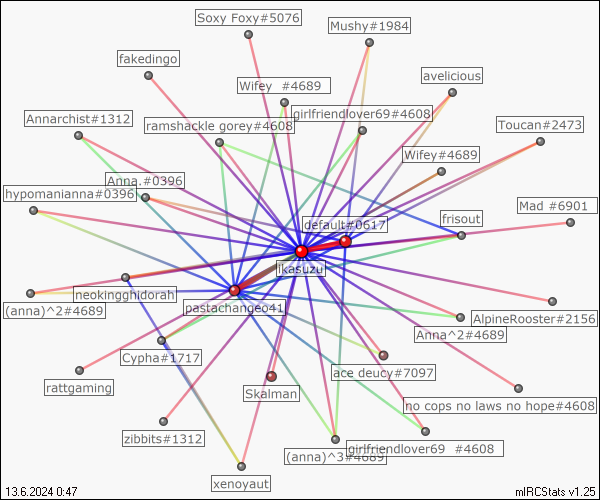 Soxy Foxy#5076
Mushy#1984
fakedingo
avelicious
Wifey  #4689
Annarchist#1312
ramshackle gorey#4608
girlfriendlover69#4608
Toucan#2473
Wifey#4689
Anna.#0396
hypomanianna#0396
default#0617
frisout
Mad #6901
ikasuzu
neokingghidorah
pastachange041
(anna)^2#4689
AlpineRooster#2156
Anna^2#4689
Cypha#1717
ace deucy#7097
rattgaming
Skalman
no cops no laws no hope#4608
zibbits#1312
girlfriendlover69  #4608
(anna)^3#4689
xenoyaut
13.6.2024 0:47
mIRCStats v1.25